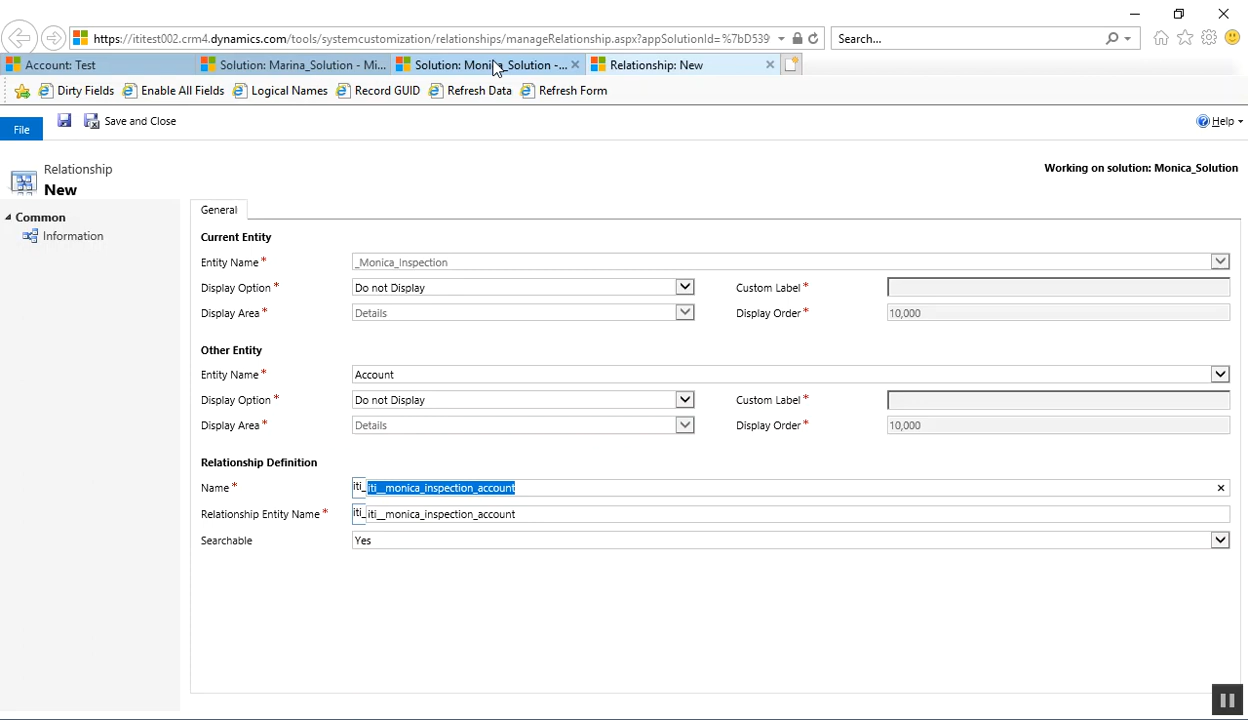 https://ititest002.crm4.dynamics.com/tools/systemcustomization/relationships/manageRelationship.aspx?appSolutionId=%7bD539
Search...
Account: Test
Solution: Marina_Solution - Mi...
Solution: Monica_Solution -...
Relationship: New
Dirty Fields
Enable All Fields
Logical Names
Record GUID
Refresh Data
Refresh Form
File
Save and Close
Help
Relationship
New
Working on solution: Monica_Solution
Common
Information
General
Current Entity
Entity Name*
_Monica_Inspection
Display Option *
Do not Display
Custom Label *
Display Area*
Details
Display Order*
10,000
Other Entity
Entity Name*
Account
Display Option *
Do not Display
Custom Label *
Display Area*
Details
Display Order*
10,000
Relationship Definition
Name*
iti_ iti__monica_inspection_account
Relationship Entity Name*
iti_ iti__monica_inspection_account
Searchable
Yes